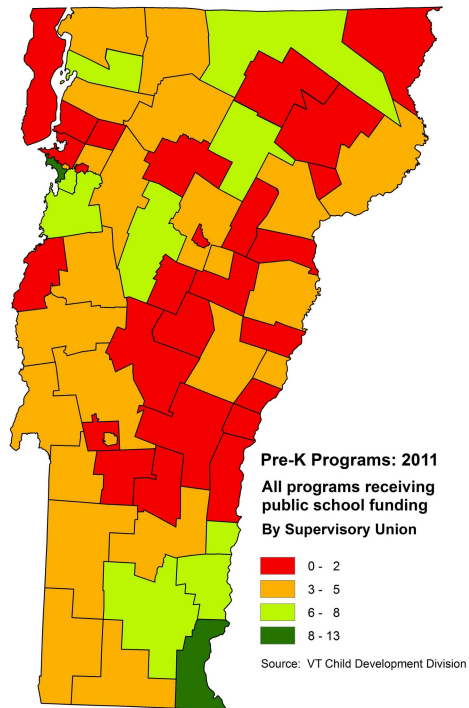 Pre-K Programs: 2011
All programs receiving
public school funding
By Supervisory Union
0 - 2
3 - 5
6 - 8
8 - 13
Source: VT Child Development Division